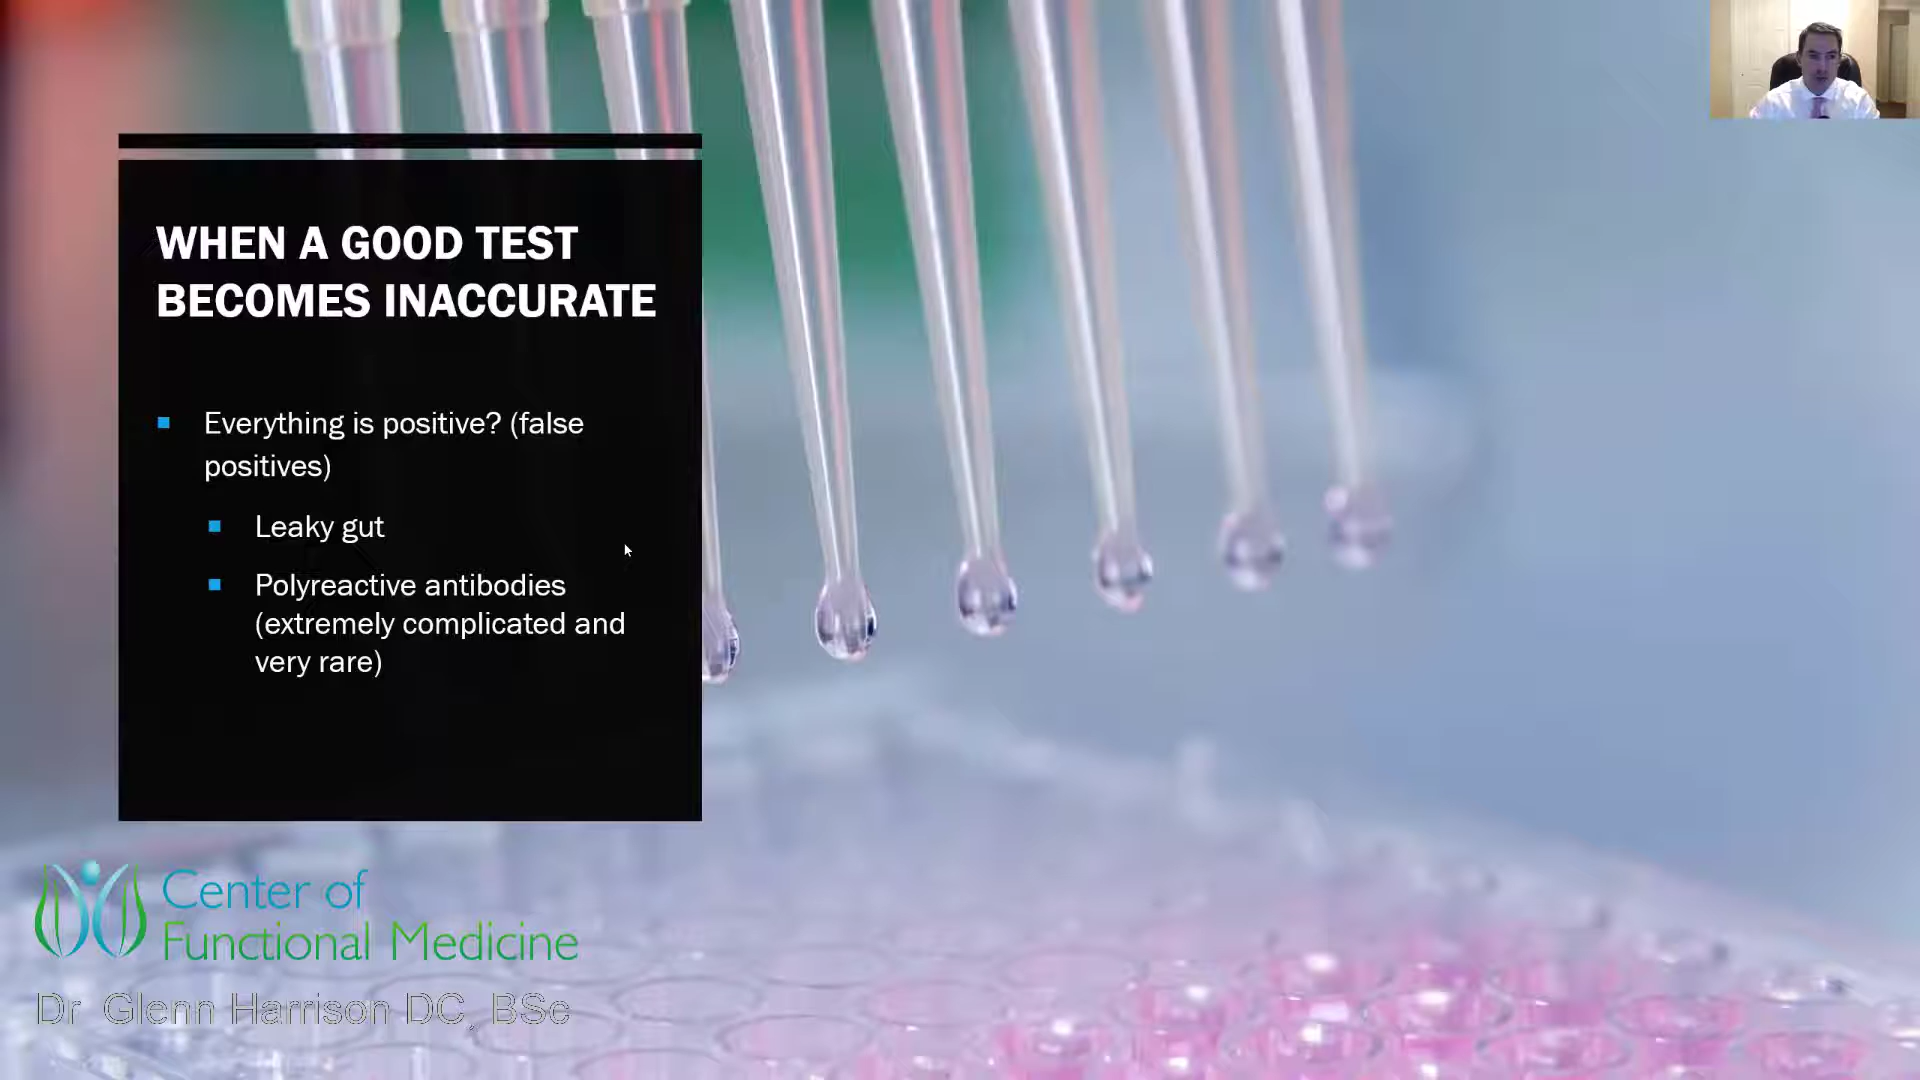 WHEN A GOOD TEST
BECOMES INACCURATE
Everything is positive? (false
positives)
Leaky gut
Polyreactive antibodies
(extremely complicated and
very rare)
Center of
Functional Medicine
Dr Glenn Harrison DC, BSc